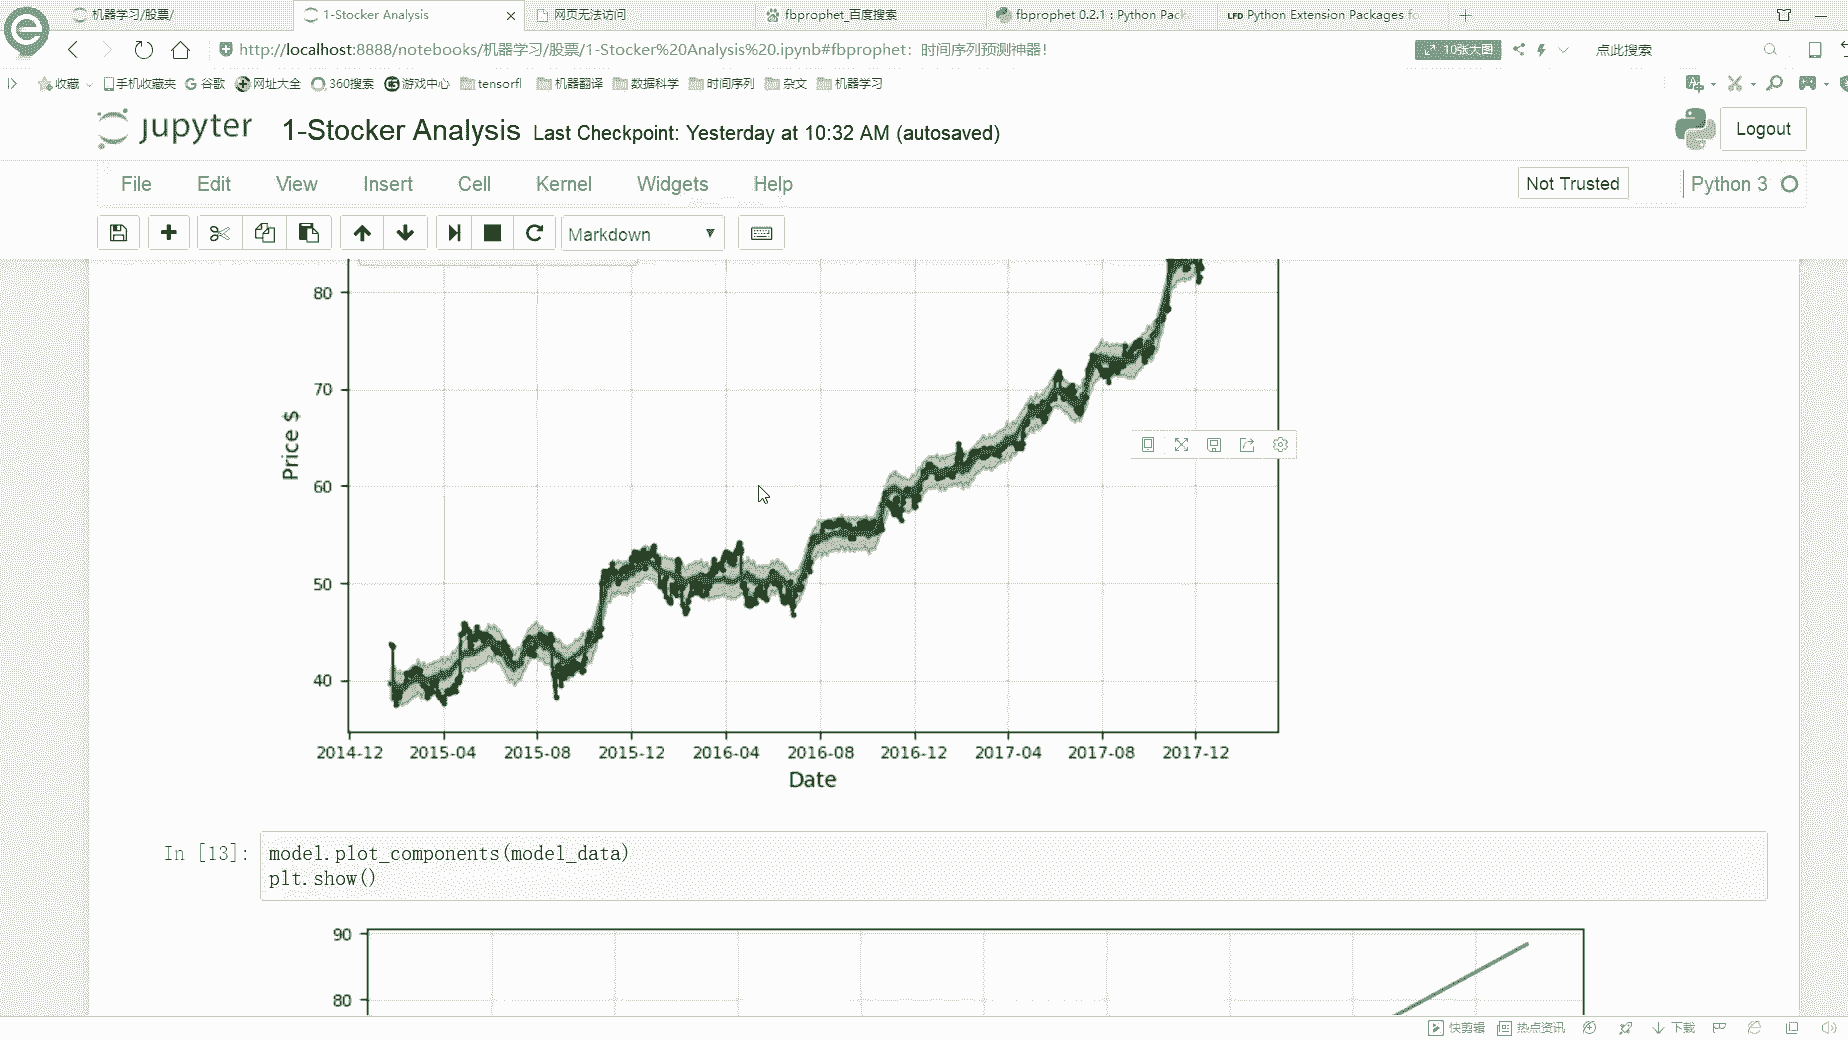 机器学习/股票/
1-Stocker Analysis
网页无法访问
fbprophet_百度搜索
fbprophet 0.2.1 : Python Pack
LFD Python Extension Packages fo
http://localhost:8888/notebooks/机器学习/股票/1-Stocker%20Analysis%20.ipynb#fbprophet：时间序列预测神器！
10张大图
点此搜索
收藏
手机收藏夹
谷歌
网址大全
360搜索
游戏中心
tensorfl
机器翻译
数据科学
时间序列
杂文
机器学习
jupyter
1-Stocker Analysis Last Checkpoint: Yesterday at 10:32 AM (autosaved)
Logout
File Edit View Insert Cell Kernel Widgets Help
Not Trusted
Python 3
Markdown
80
70
60
50
40
Price $
2014-12 2015-04 2015-08 2015-12 2016-04 2016-08 2016-12 2017-04 2017-08 2017-12
Date
In [13]:
model.plot_components(model_data)
plt.show()
90
80
快剪辑
热点资讯
下载